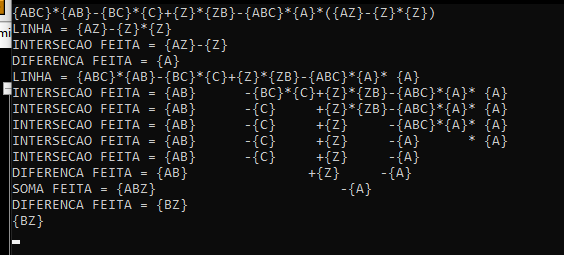 {ABC}*{AB}-{BC}*{C}+{Z}*{ZB}-{ABC}*{A}*({AZ}-{Z}*{Z})
LINHA = {AZ}-{Z}*{Z}
INTERSECAO FEITA = {AZ}-{Z}
DIFERENCA FEITA = {A}
LINHA = {ABC}*{AB}-{BC}*{C}+{Z}*{ZB}-{ABC}*{A}* {A}
INTERSECAO FEITA = {AB}      -{BC}*{C}+{Z}*{ZB}-{ABC}*{A}* {A}
INTERSECAO FEITA = {AB}      -{C}     +{Z}*{ZB}-{ABC}*{A}* {A}
INTERSECAO FEITA = {AB}      -{C}     +{Z}     -{ABC}*{A}* {A}
INTERSECAO FEITA = {AB}      -{C}     +{Z}     -{A}      * {A}
INTERSECAO FEITA = {AB}      -{C}     +{Z}     -{A}
DIFERENCA FEITA = {AB}               +{Z}     -{A}
SOMA FEITA = {ABZ}                       -{A}
DIFERENCA FEITA = {BZ}
{BZ}